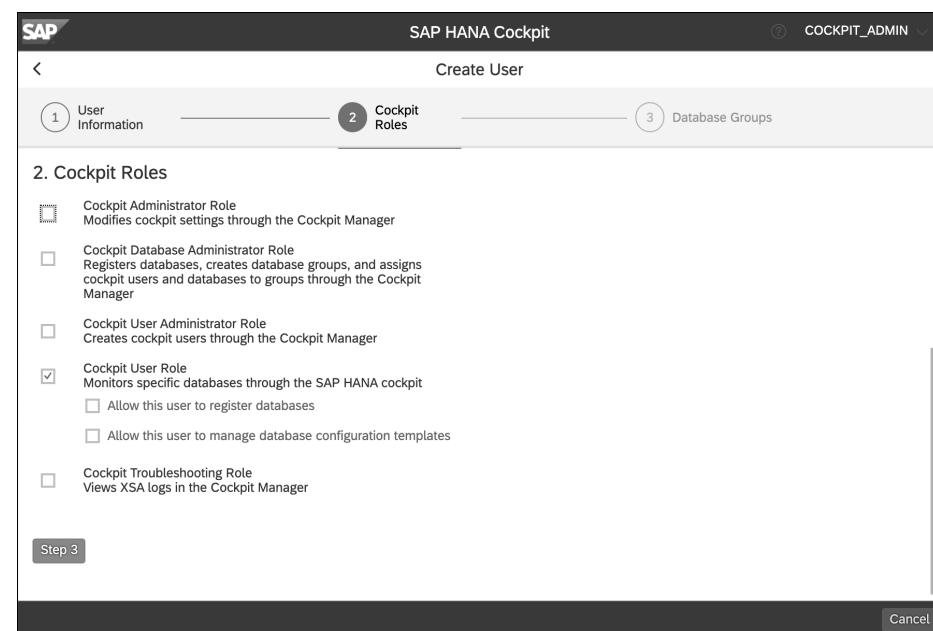 SAP
SAP HANA Cockpit
COCKPIT_ADMIN
Create User
1 User Information
2 Cockpit Roles
3 Database Groups
2. Cockpit Roles
Cockpit Administrator Role
Modifies cockpit settings through the Cockpit Manager
Cockpit Database Administrator Role
Registers databases, creates database groups, and assigns
cockpit users and databases to groups through the Cockpit
Manager
Cockpit User Administrator Role
Creates cockpit users through the Cockpit Manager
Cockpit User Role
Monitors specific databases through the SAP HANA cockpit
Allow this user to register databases
Allow this user to manage database configuration templates
Cockpit Troubleshooting Role
Views XSA logs in the Cockpit Manager
Step 3
Cancel